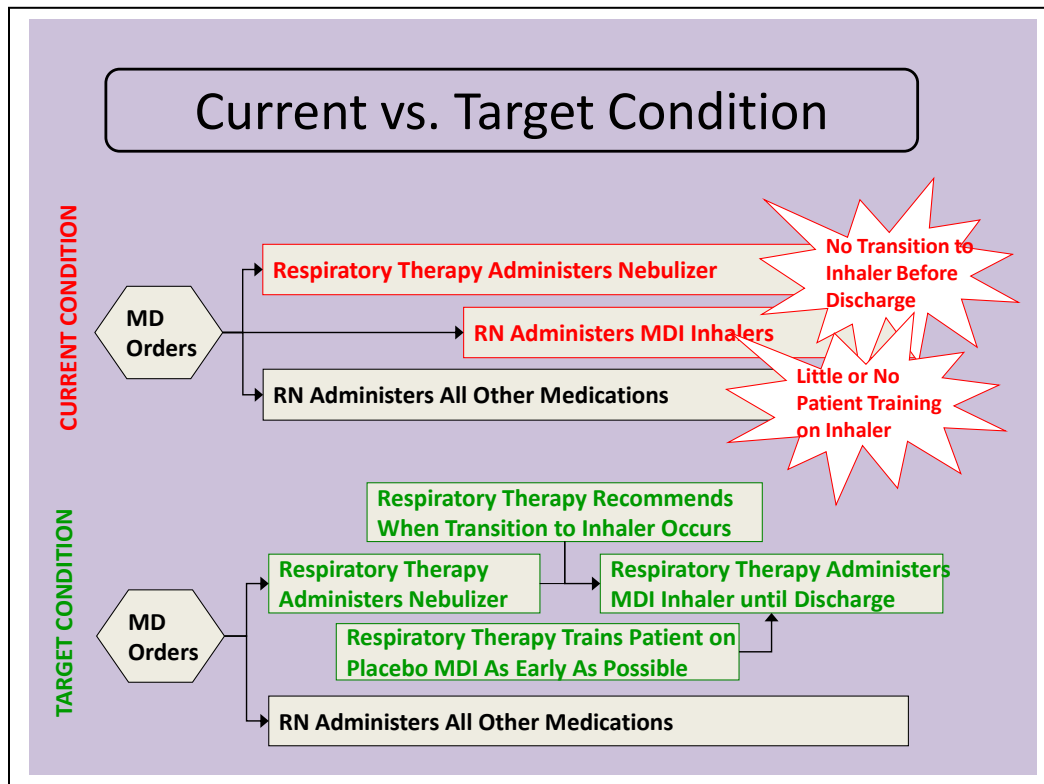 Current vs. Target Condition
CURRENT CONDITION
MD
Orders
Respiratory Therapy Administers Nebulizer
RN Administers MDI Inhalers
RN Administers All Other Medications
No Transition to
Inhaler Before
Discharge
Little or No
Patient Training
on Inhaler
TARGET CONDITION
MD
Orders
Respiratory Therapy Recommends
When Transition to Inhaler Occurs
Respiratory Therapy
Administers Nebulizer
Respiratory Therapy Administers
MDI Inhaler until Discharge
Respiratory Therapy Trains Patient on
Placebo MDI As Early As Possible
RN Administers All Other Medications